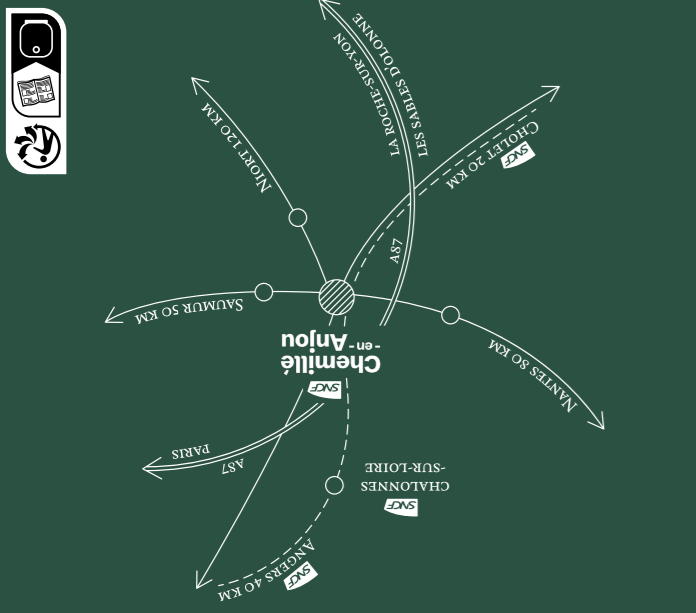 SNCF
ANGERS 40 KM
SNCF
CHALONNES
-SUR-LOIRE
A87
PARIS
SNCF
Chemillé
-en-
Anjou
NANTES 80 KM
SAUMUR 50 KM
A87
NIORT 120 KM
SNCF
CHOLET 20 KM
LA ROCHE-SUR-YON
LES SABLES D'OLONNE